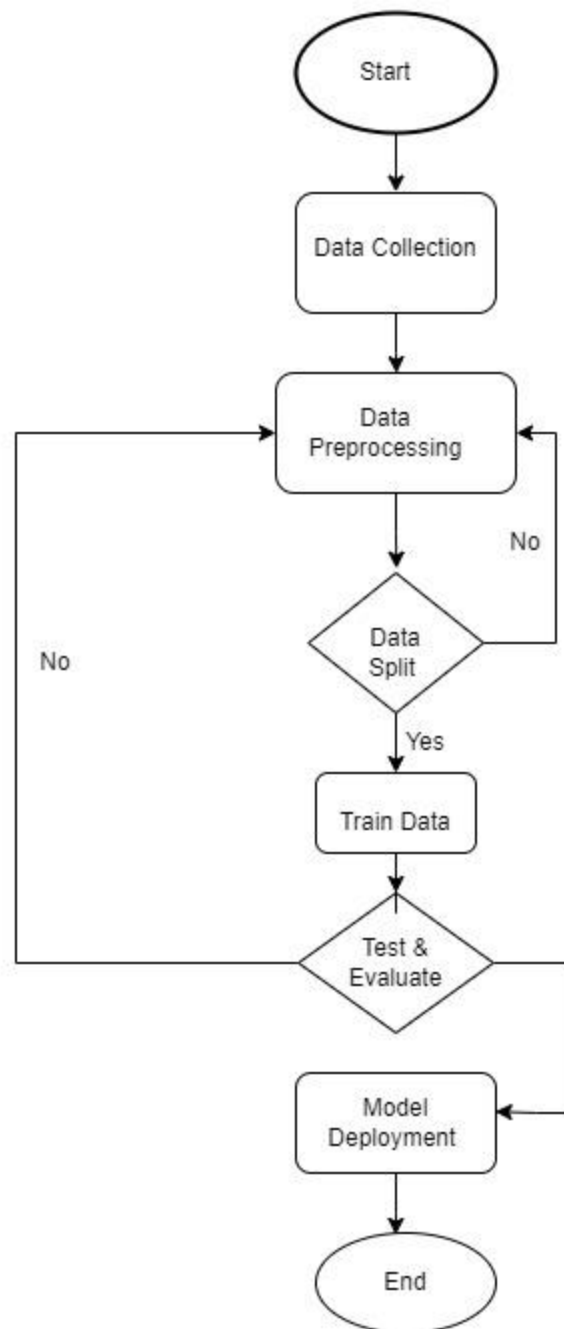 Start
Data Collection
Data
Preprocessing
No
Data
Split
No
Yes
Train Data
Test &
Evaluate
Model
Deployment
End